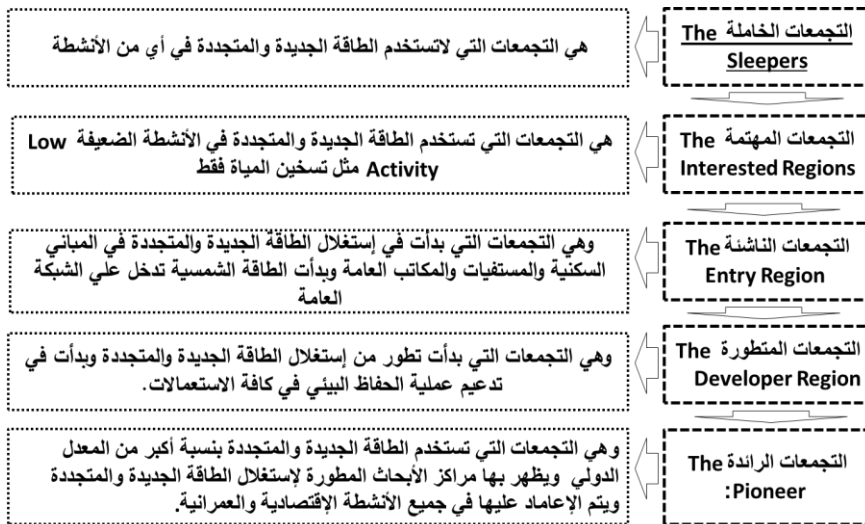 التجمعات الخاملة The
Sleepers
هي التجمعات التي لاتستخدم الطاقة الجديدة والمتجددة في أي من الأنشطة
التجمعات المهتمة The
Interested Regions
هي التجمعات التي تستخدم الطاقة الجديدة والمتجددة في الأنشطة الضعيفة Low
Activity مثل تسخين المياة فقط
التجمعات الناشئة The
Entry Region
وهي التجمعات التي بدأت في إستغلال الطاقة الجديدة والمتجددة في المباني
السكنية والمستفيات والمكاتب العامة وبدأت الطاقة الشمسية تدخل علي الشبكة
العامة
التجمعات المتطورة The
Developer Region
وهي التجمعات التي بدأت تطور من إستغلال الطاقة الجديدة والمتجددة وبدأت في
تدعيم عملية الحفاظ البيئي في كافة الاستعمالات.
التجمعات الرائدة The
Pioneer:
وهي التجمعات التي تستخدم الطاقة الجديدة والمتجددة بنسبة أكبر من المعدل
الدولي ويظهر بها مراكز الأبحاث المطورة لإستغلال الطاقة الجديدة والمتجددة
ويتم الإعاماد عليها في جميع الأنشطة الإقتصادية والعمرانية.